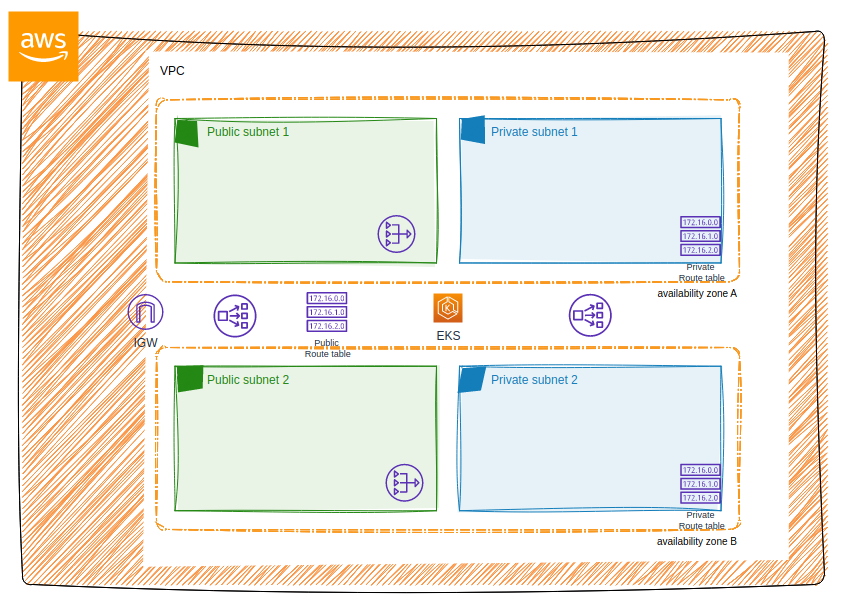 aws
VPC
Public subnet 1
Private subnet 1
172.16.0.0
172.16.1.0
172.16.2.0
Private
Route table
availability zone A
IGW
172.16.0.0
172.16.1.0
172.16.2.0
Public
Route table
K
EKS
Public subnet 2
Private subnet 2
172.16.0.0
172.16.1.0
172.16.2.0
Private
Route table
availability zone B